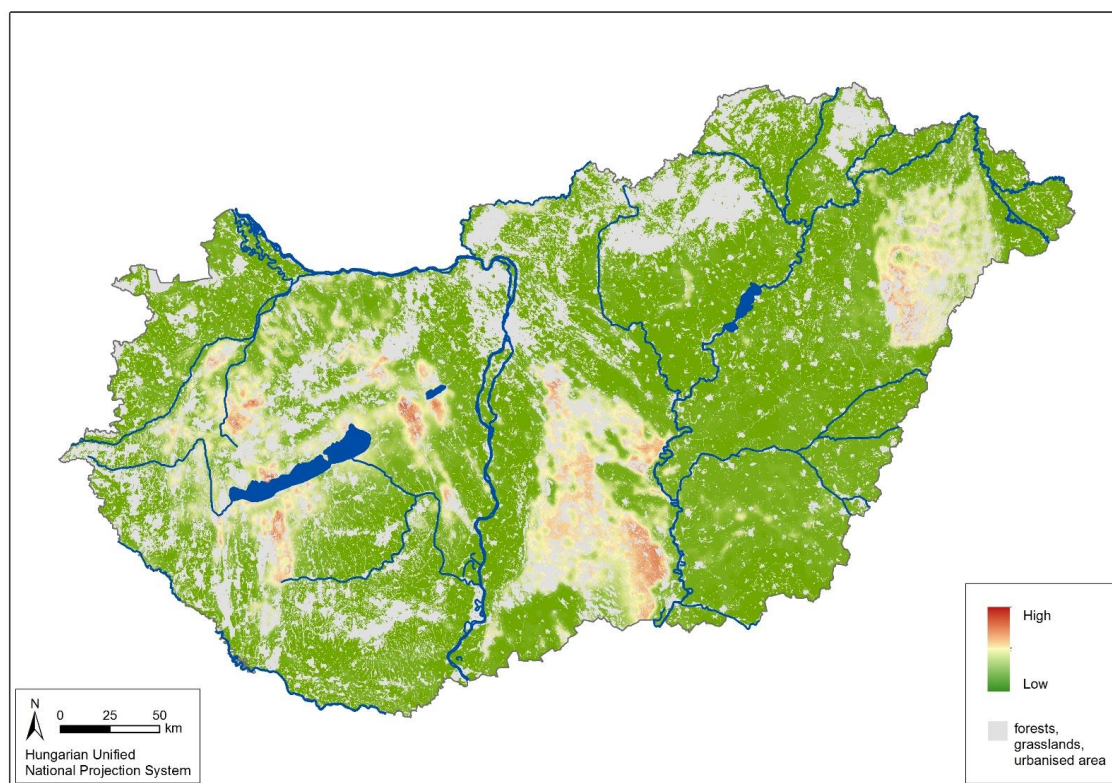 High
Low
forests,
grasslands,
urbanised area
N
0 25 50
km
Hungarian Unified
National Projection System